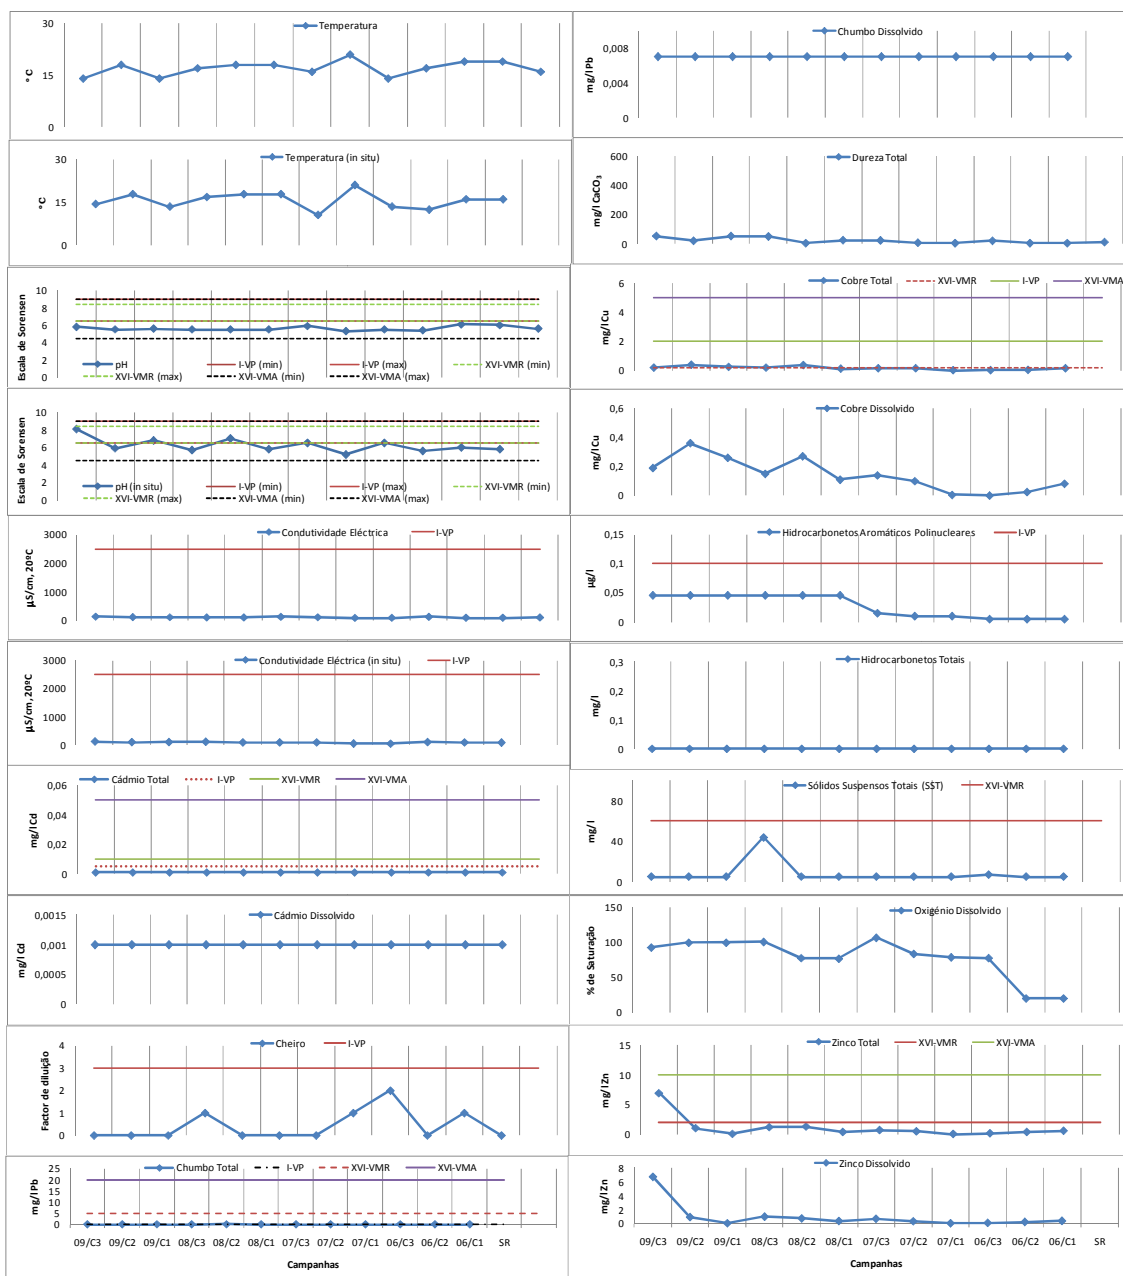 Temperatura
30
15
0
°C
Temperatura (in situ)
30
15
0
°C
10
8
6
4
2
0
Escala de Sorensen
pH I-VP (min) I-VP (max) XVI-VMR (min)
XVI-VMR (max) XVI-VMA (min) XVI-VMA (max)
10
8
6
4
2
0
Escala de Sorensen
pH (in situ) I-VP (min) I-VP (max) XVI-VMR (min)
XVI-VMR (max) XVI-VMA (min) XVI-VMA (max)
Condutividade Eléctrica I-VP
3000
2000
1000
0
µS/cm, 20ºC
Condutividade Eléctrica (in situ) I-VP
3000
2000
1000
0
µS/cm, 20ºC
Cádmio Total I-VP XVI-VMR XVI-VMA
0,06
0,04
0,02
0
mg/l Cd
Cádmio Dissolvido
0,0015
0,001
0,0005
0
mg/l Cd
Cheiro I-VP
4
3
2
1
0
Factor de diluição
Chumbo Total I-VP XVI-VMR XVI-VMA
25
20
15
10
5
0
mg/l Pb
09/C3 09/C2 09/C1 08/C3 08/C2 08/C1 07/C3 07/C2 07/C1 06/C3 06/C2 06/C1 SR
Campanhas
Chumbo Dissolvido
0,008
0,004
0
mg/l Pb
Dureza Total
600
400
200
0
mg/l CaCO₃
Cobre Total XVI-VMR I-VP XVI-VMA
6
4
2
0
mg/l Cu
Cobre Dissolvido
0,6
0,4
0,2
0
mg/l Cu
Hidrocarbonetos Aromáticos Polinucleares I-VP
0,15
0,1
0,05
0
µg/l
Hidrocarbonetos Totais
0,3
0,2
0,1
0
mg/l
Sólidos Suspensos Totais (SST) XVI-VMR
80
40
0
mg/l
Oxigénio Dissolvido
150
100
50
0
% de Saturação
Zinco Total XVI-VMR XVI-VMA
15
10
5
0
mg/l Zn
Zinco Dissolvido
8
6
4
2
0
mg/l Zn
09/C3 09/C2 09/C1 08/C3 08/C2 08/C1 07/C3 07/C2 07/C1 06/C3 06/C2 06/C1 SR
Campanhas